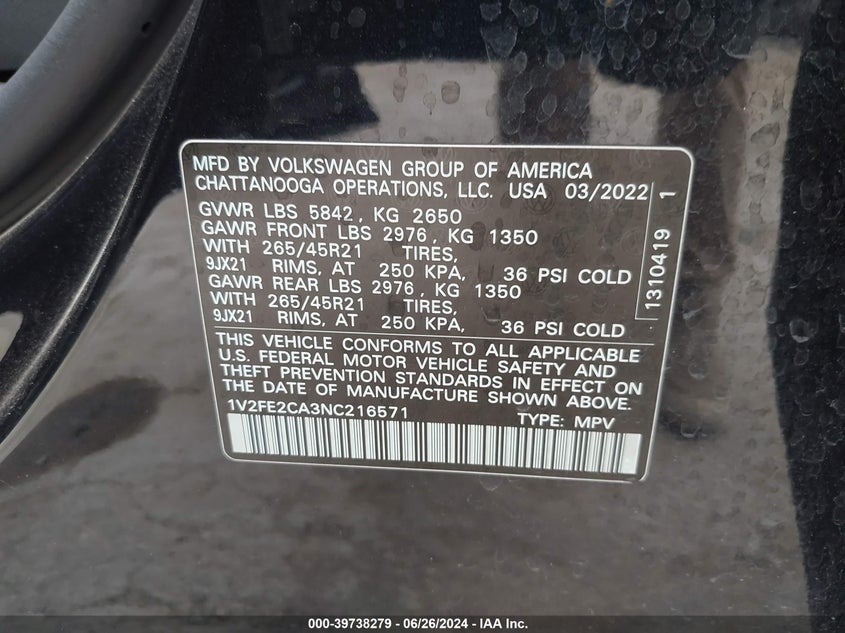 MFD BY VOLKSWAGEN GROUP OF AMERICA
CHATTANOOGA OPERATIONS, LLC. USA 03/2022
GVWR LBS 5842, KG 2650
GAWR FRONT LBS 2976, KG 1350
WITH 265/45R21 TIRES,
9JX21 RIMS, AT 250 KPA, 36 PSI COLD
GAWR REAR LBS 2976, KG 1350
WITH 265/45R21 TIRES,
9JX21 RIMS, AT 250 KPA, 36 PSI COLD
1310419 1
THIS VEHICLE CONFORMS TO ALL APPLICABLE
U.S. FEDERAL MOTOR VEHICLE SAFETY AND
THEFT PREVENTION STANDARDS IN EFFECT ON
THE DATE OF MANUFACTURE SHOWN ABOVE.
1V2FE2CA3NC216571 TYPE: MPV
000-39738279 / 06/26/2024 - IAA Inc.